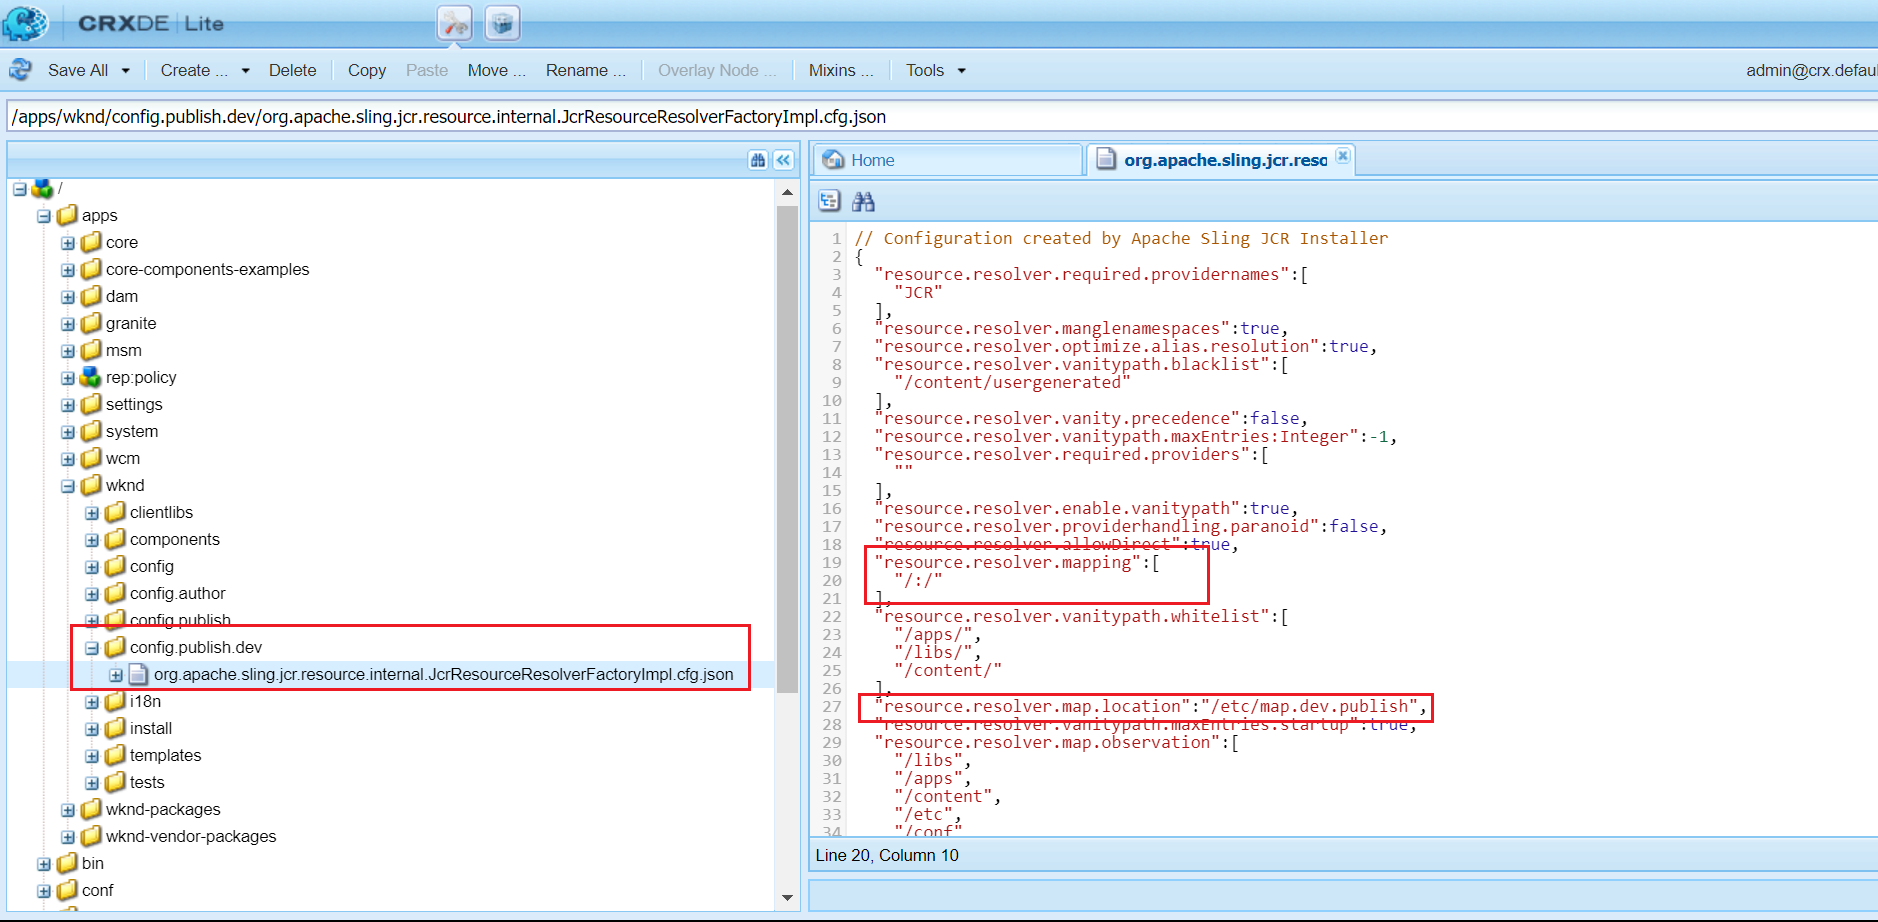 CRXDE | Lite
Save All Create ... Delete Copy Paste Move ... Rename ... Overlay Node ... Mixins ... Tools admin@crx.defaul
/apps/wknd/config.publish.dev/org.apache.sling.jcr.resource.internal.JcrResourceResolverFactoryImpl.cfg.json
/
apps
core
core-components-examples
dam
granite
msm
rep:policy
settings
system
wcm
wknd
clientlibs
components
config
config.author
config.publish
config.publish.dev
org.apache.sling.jcr.resource.internal.JcrResourceResolverFactoryImpl.cfg.json
i18n
install
templates
tests
wknd-packages
wknd-vendor-packages
bin
conf
Home org.apache.sling.jcr.reso
1 // Configuration created by Apache Sling JCR Installer
2 {
3 "resource.resolver.required.providernames":[
4 "JCR"
5 ],
6 "resource.resolver.manglenamespaces":true,
7 "resource.resolver.optimize.alias.resolution":true,
8 "resource.resolver.vanitypath.blacklist":[
9 "/content/usergenerated"
10 ],
11 "resource.resolver.vanity.precedence":false,
12 "resource.resolver.vanitypath.maxEntries:Integer":-1,
13 "resource.resolver.required.providers":[
14 ""
15 ],
16 "resource.resolver.enable.vanitypath":true,
17 "resource.resolver.providerhandling.paranoid":false,
18 "resource.resolver.allowDirect":true,
19 "resource.resolver.mapping":[
20 "/:/"
21 ],
22 "resource.resolver.vanitypath.whitelist":[
23 "/apps/",
24 "/libs/",
25 "/content/"
26 ],
27 "resource.resolver.map.location":"/etc/map.dev.publish",
28 "resource.resolver.vanitypath.maxEntries.startup":true,
29 "resource.resolver.map.observation":[
30 "/libs",
31 "/apps",
32 "/content",
33 "/etc",
34 "/conf"
Line 20, Column 10